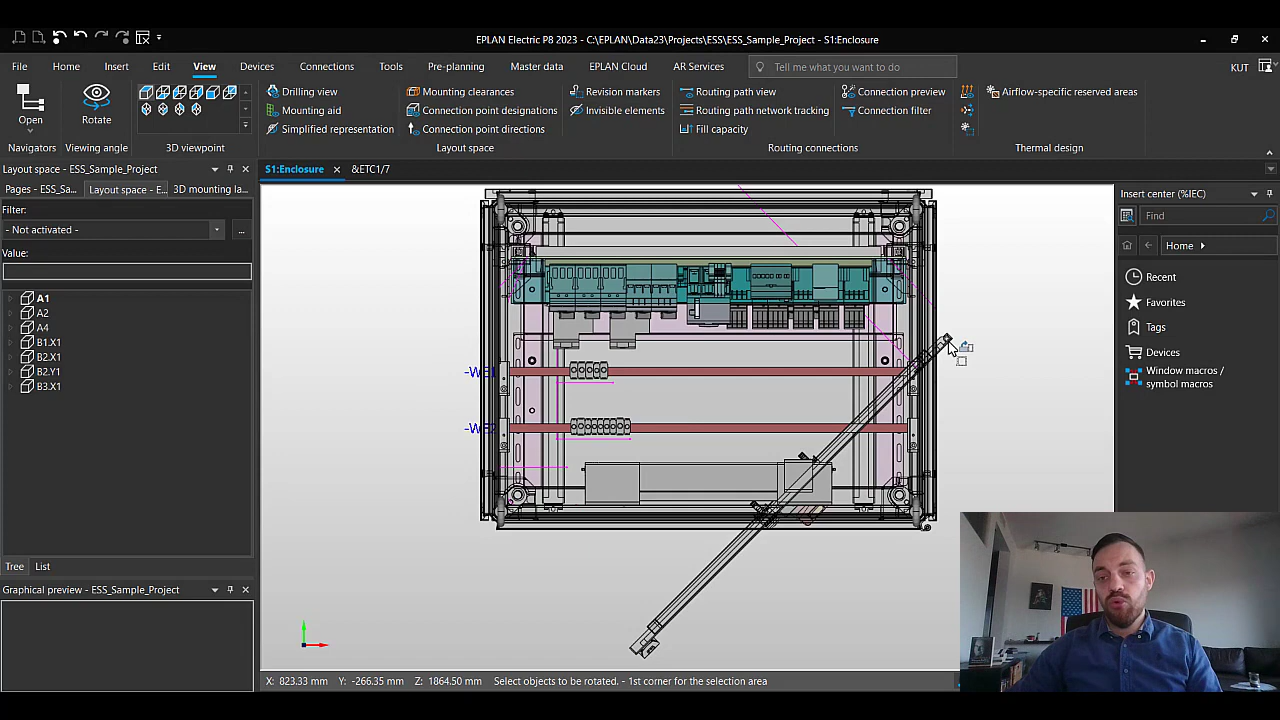 EPLAN Electric P8 2023 - C:\EPLAN\Data23\Projects\ESS\ESS_Sample_Project - S1:Enclosure
File Home Insert Edit View Devices Connections Tools Pre-planning Master data EPLAN Cloud AR Services Tell me what you want to do KUT
Drilling view Mounting clearances Revision markers Routing path view Connection preview Airflow-specific reserved areas
Mounting aid Connection point designations Invisible elements Routing path network tracking Connection filter
Open Rotate Simplified representation Connection point directions Fill capacity
Navigators Viewing angle 3D viewpoint Layout space Routing connections Thermal design
Layout space - ESS_Sample_Project S1:Enclosure &ETC1/7
Pages - ESS_Sa... Layout space - E... 3D mounting la... Insert center (%IEC)
Filter: Find
- Not activated - ...
Value: Home
Recent
A1 Favorites
A2 Tags
A4 Devices
B1.X1 Window macros /
symbol macros
B2.X1
B2.Y1
B3.X1
Tree List
Graphical preview - ESS_Sample_Project
X: 823.33 mm Y: -266.35 mm Z: 1864.50 mm Select objects to be rotated. - 1st corner for the selection area